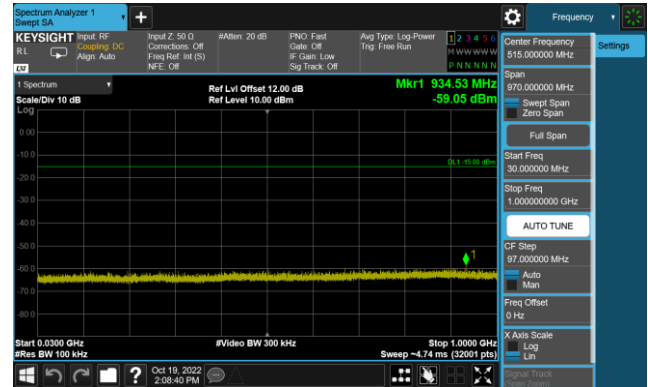 Spectrum Analyzer 1
Swept SA
Frequency
KEYSIGHT
RL
LXI
Input: RF
Coupling: DC
Align: Auto
Input Z: 50 Ω
Corrections: Off
Freq Ref: Int (S)
NFE: Off
#Atten: 20 dB
PNO: Fast
Gate: Off
IF Gain: Low
Sig Track: Off
Avg Type: Log-Power
Trig: Free Run
1 2 3 4 5 6
M W W W W W
P N N N N N
1 Spectrum
Scale/Div 10 dB
Log
Ref Lvl Offset 12.00 dB
Ref Level 10.00 dBm
Mkr1 934.53 MHz
-59.05 dBm
0.00
-10.0
-20.0
-30.0
-40.0
-50.0
-60.0
-70.0
-80.0
DL1 -15.00 dBm
1
Start 0.0300 GHz
#Res BW 100 kHz
#Video BW 300 kHz
Stop 1.0000 GHz
Sweep ~4.74 ms (32001 pts)
Oct 19, 2022
2:08:40 PM
Center Frequency
515.000000 MHz
Settings
Span
970.000000 MHz
Swept Span
Zero Span
Full Span
Start Freq
30.000000 MHz
Stop Freq
1.000000000 GHz
AUTO TUNE
CF Step
97.000000 MHz
Auto
Man
Freq Offset
0 Hz
X Axis Scale
Log
Lin
Signal Track
(Span Zoom)